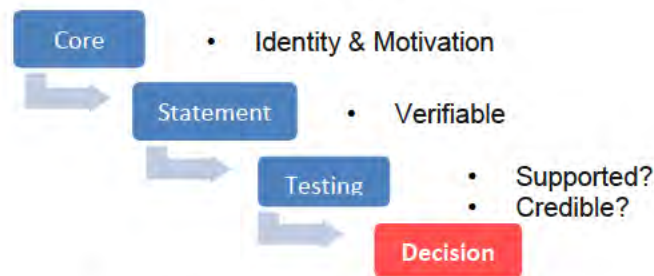 Core
• Identity & Motivation
Statement
• Verifiable
Testing
• Supported?
• Credible?
Decision